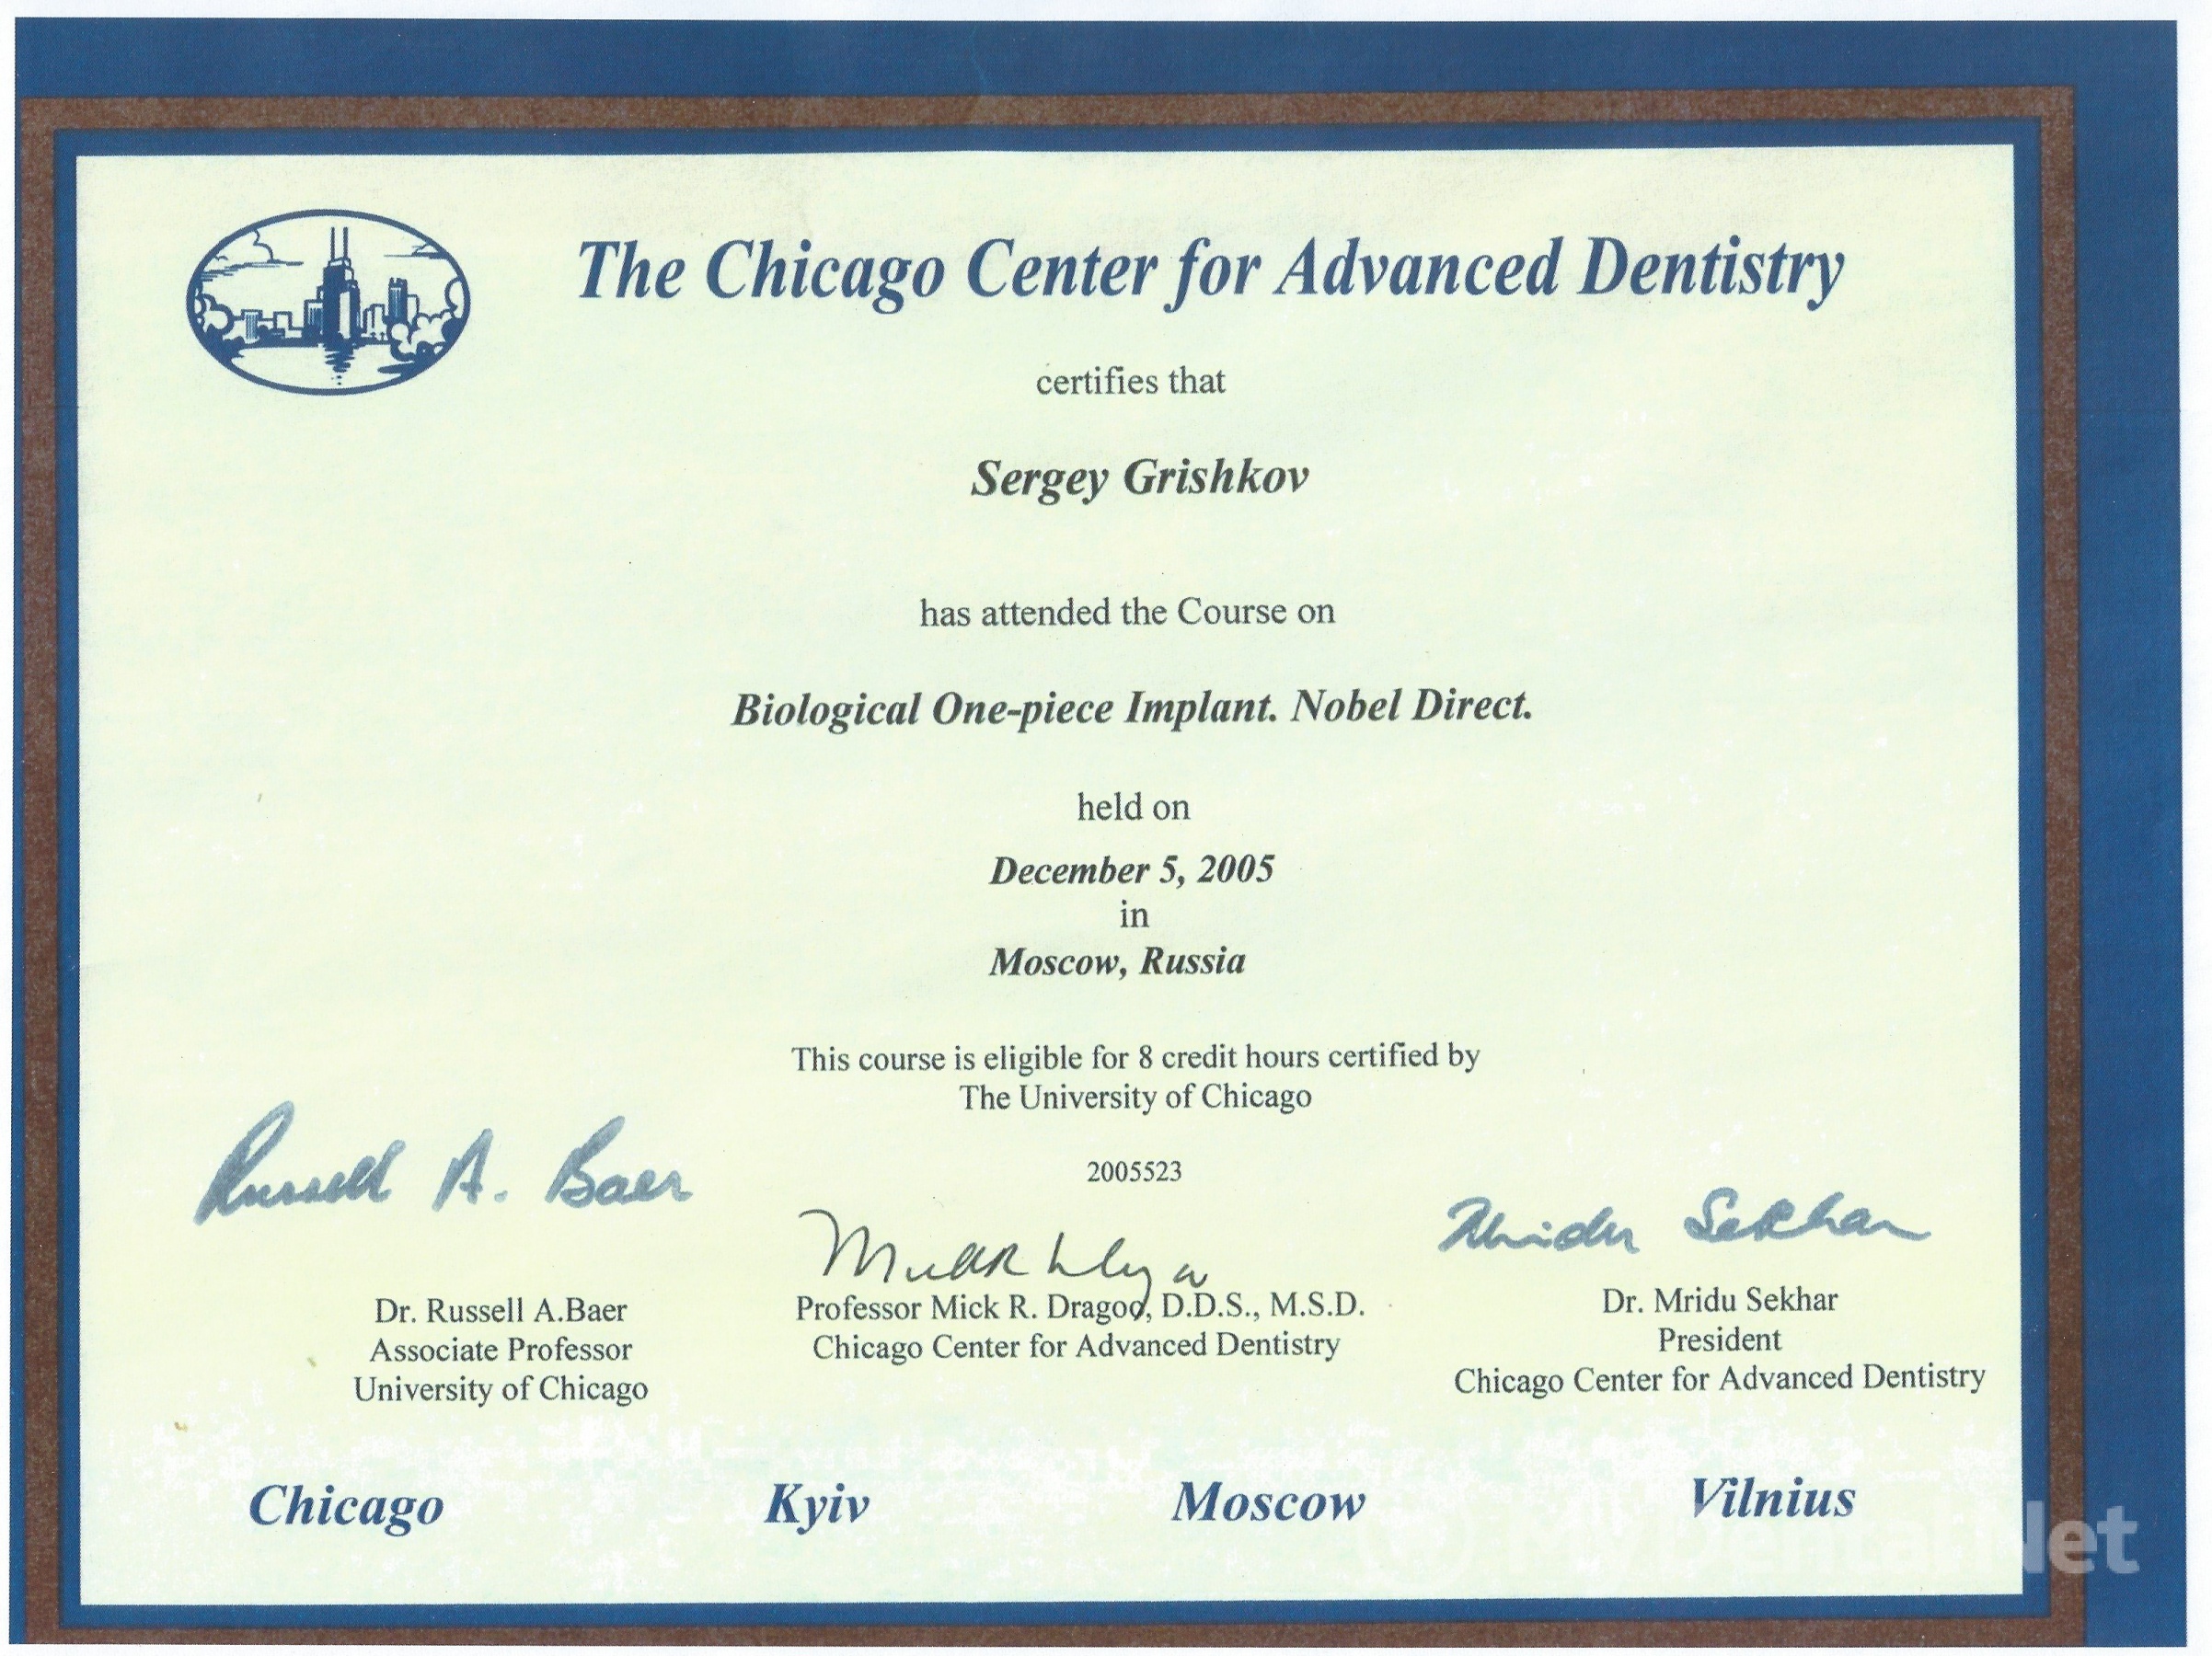 The Chicago Center for Advanced Dentistry
certifies that
Sergey Grishkov
has attended the Course on
Biological One-piece Implant. Nobel Direct.
held on
December 5, 2005
in
Moscow, Russia
This course is eligible for 8 credit hours certified by
The University of Chicago
2005523
Russell A. Baer
Mridu Sekhar
Dr. Russell A.Baer
Associate Professor
University of Chicago
Professor Mick R. Dragoo, D.D.S., M.S.D.
Chicago Center for Advanced Dentistry
Dr. Mridu Sekhar
President
Chicago Center for Advanced Dentistry
Chicago Kyiv Moscow Vilnius
© MyDental.Net